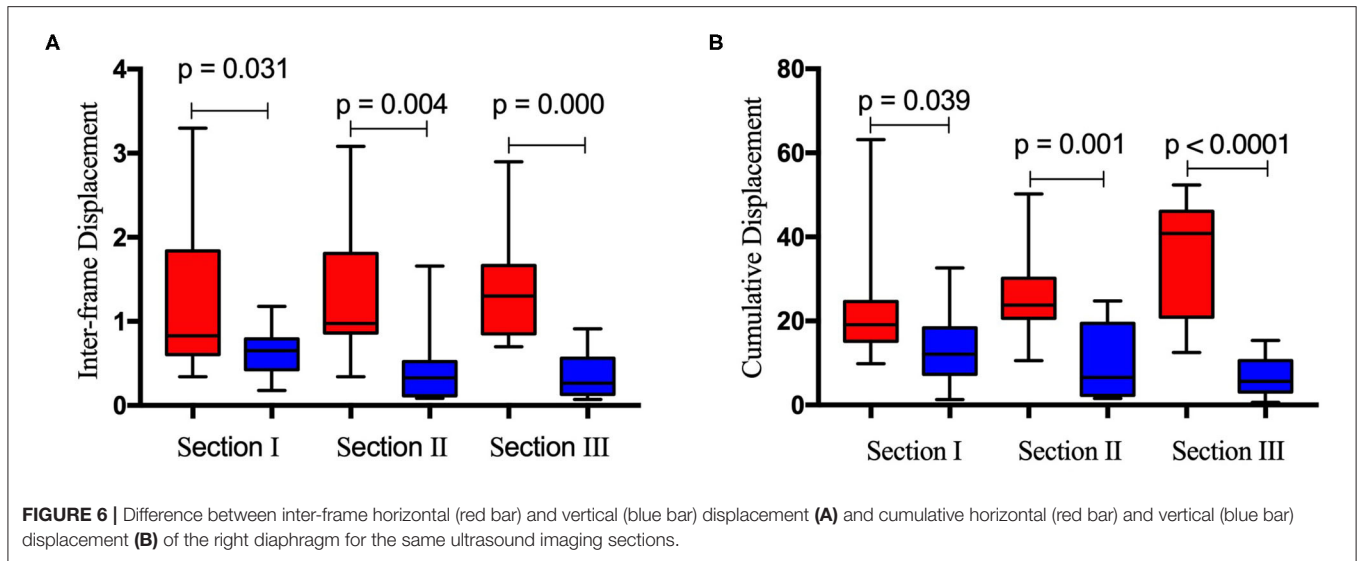 A
B
Inter-frame Displacement
4
3
2
1
0
p = 0.031
p = 0.004
p = 0.000
Section I
Section II
Section III
Cumulative Displacement
80
60
40
20
0
p = 0.039
p = 0.001
p < 0.0001
Section I
Section II
Section III
FIGURE 6 | Difference between inter-frame horizontal (red bar) and vertical (blue bar) displacement (A) and cumulative horizontal (red bar) and vertical (blue bar)
displacement (B) of the right diaphragm for the same ultrasound imaging sections.